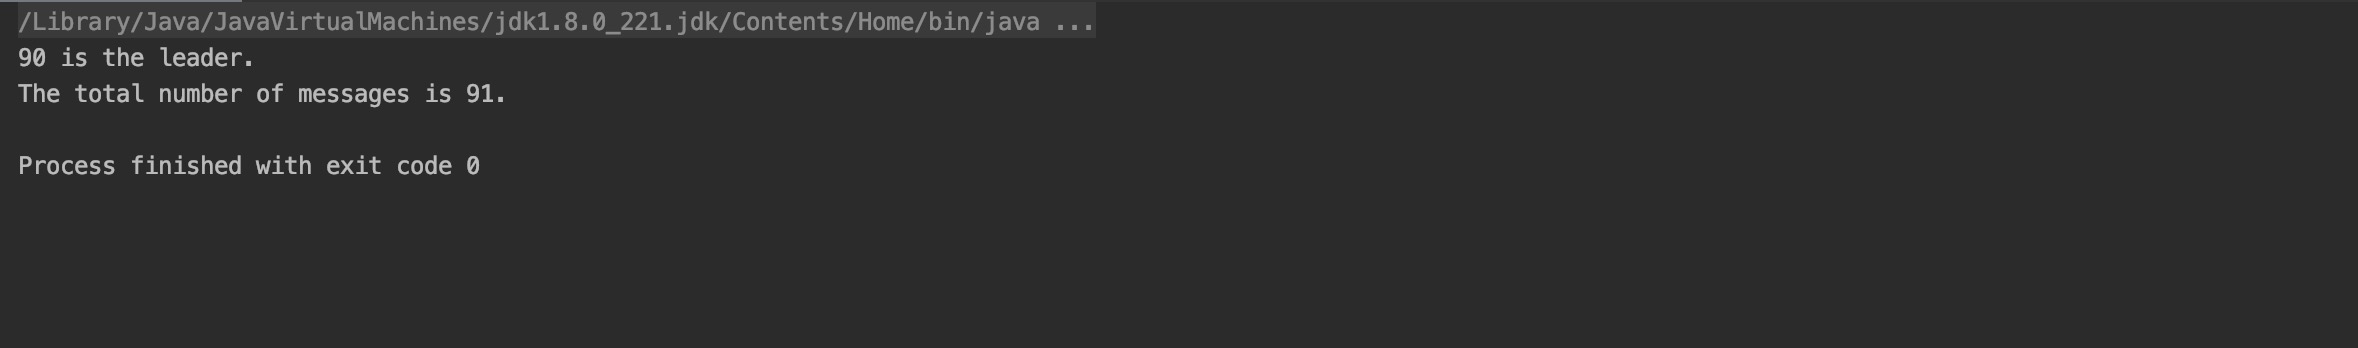 /Library/Java/JavaVirtualMachines/jdk1.8.0_221.jdk/Contents/Home/bin/java ...
90 is the leader.
The total number of messages is 91.
Process finished with exit code 0